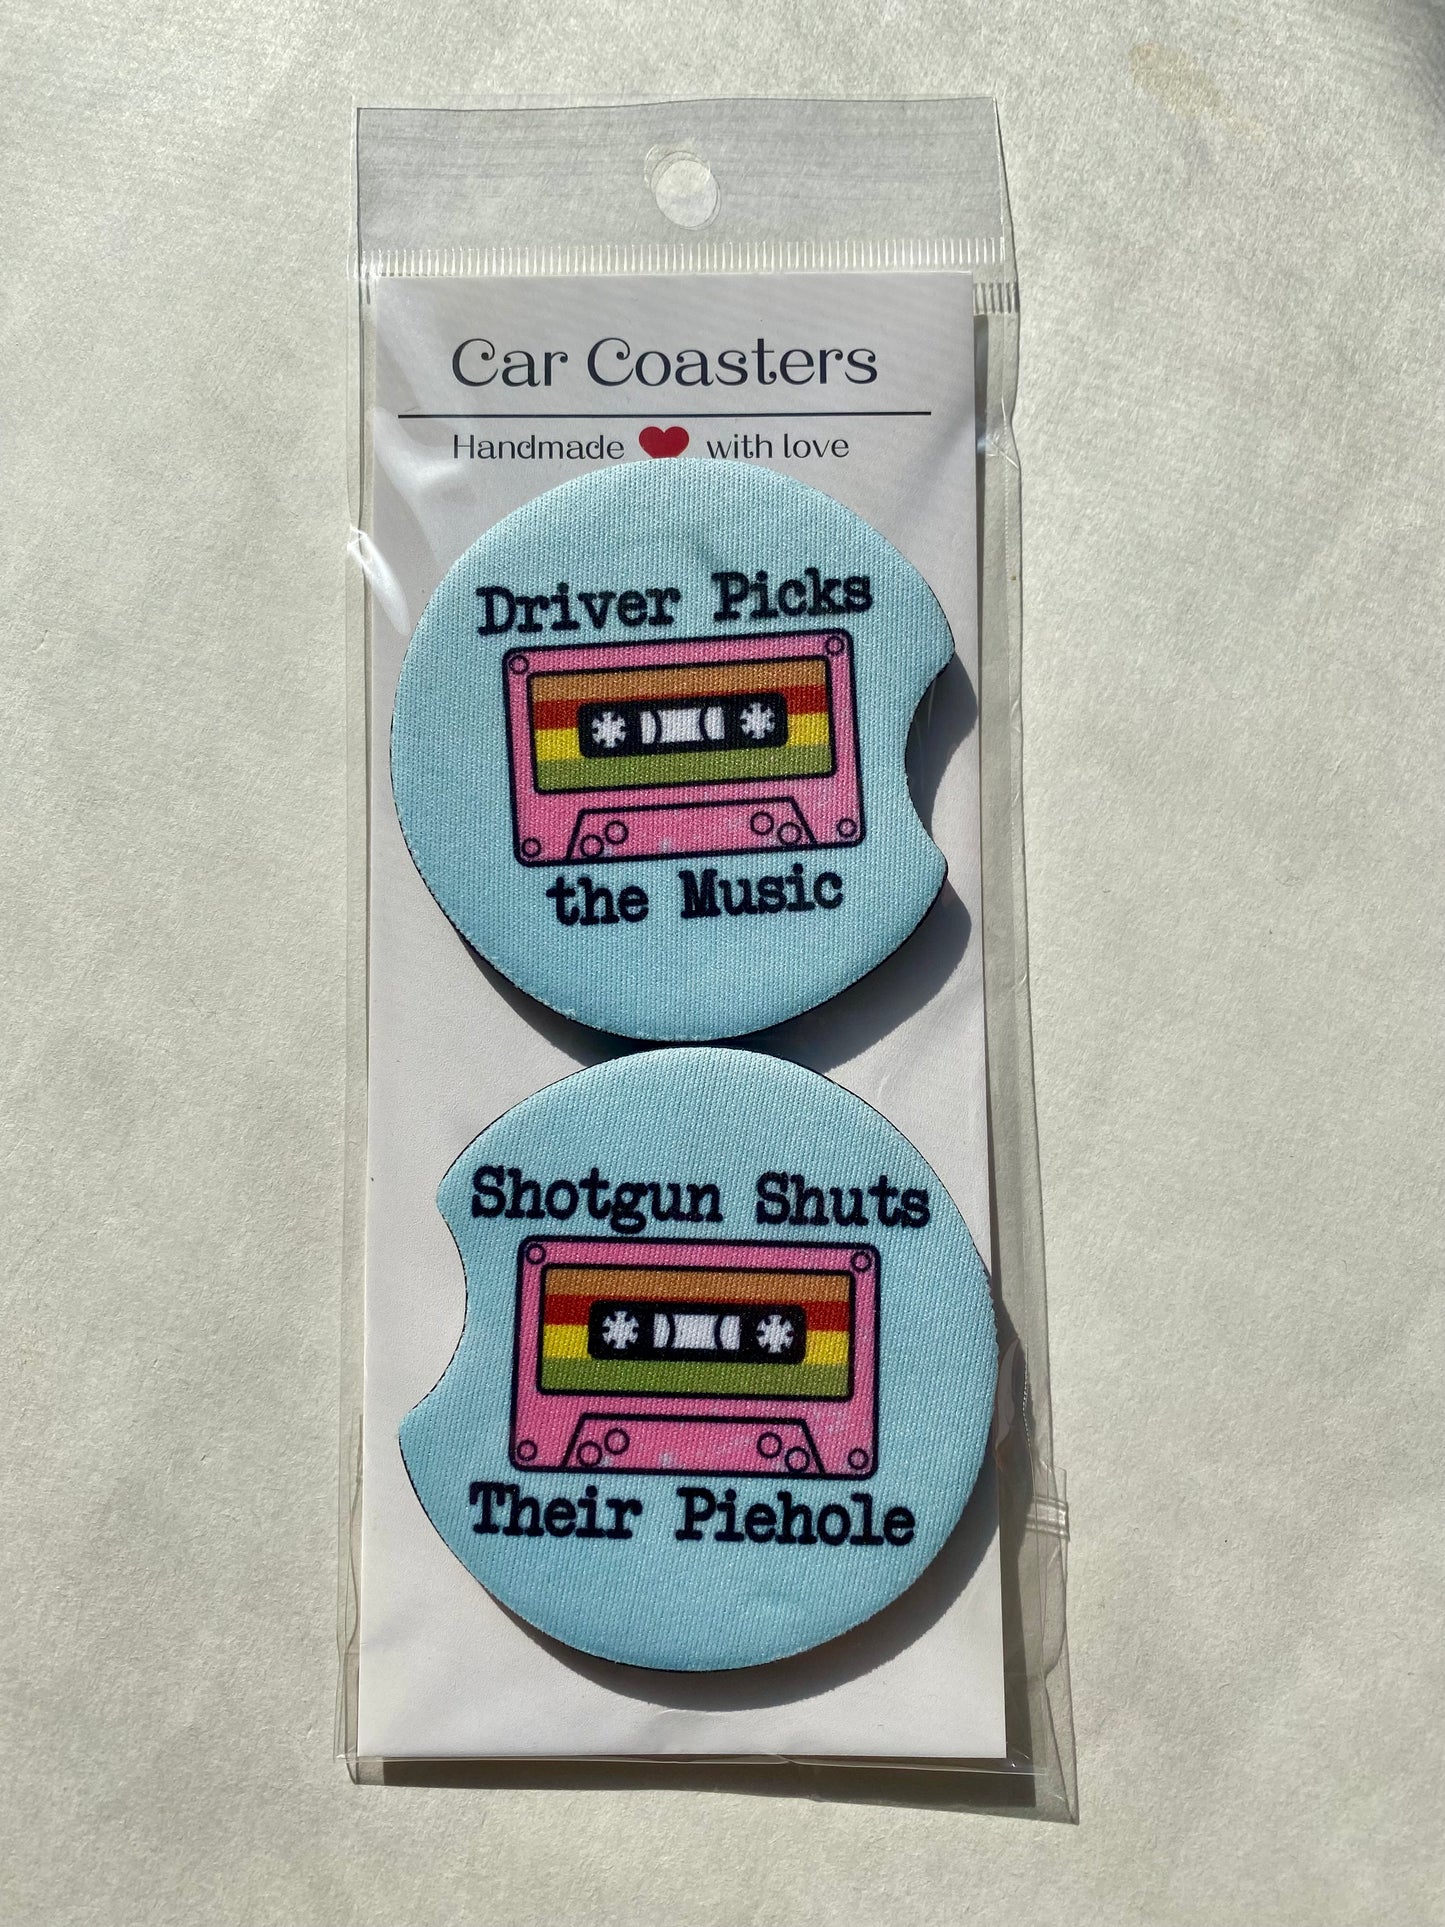 Car Coasters
Handmade with love
Driver Picks
the Music
Shotgun Shuts
Their Piehole